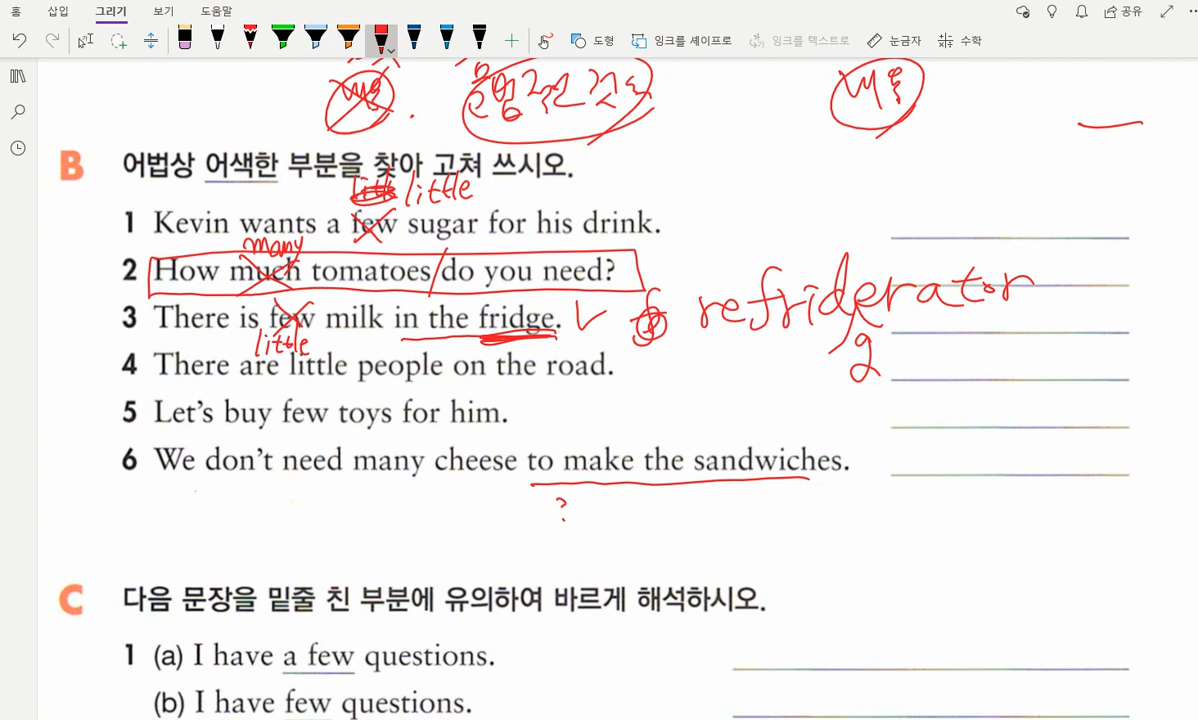 홈 삽입 그리기 보기 도움말
공유
도형 잉크를 셰이프로 잉크를 텍스트로 눈금자 수학
문법적인 것도
B 어법상 어색한 부분을 찾아 고쳐 쓰시오.
little
1 Kevin wants a few sugar for his drink.
many
2 How much tomatoes/do you need?
refriderator
3 There is few milk in the fridge.
little
g
4 There are little people on the road.
5 Let's buy few toys for him.
6 We don't need many cheese to make the sandwiches.
?
C 다음 문장을 밑줄 친 부분에 유의하여 바르게 해석하시오.
1 (a) I have a few questions.
(b) I have few questions.